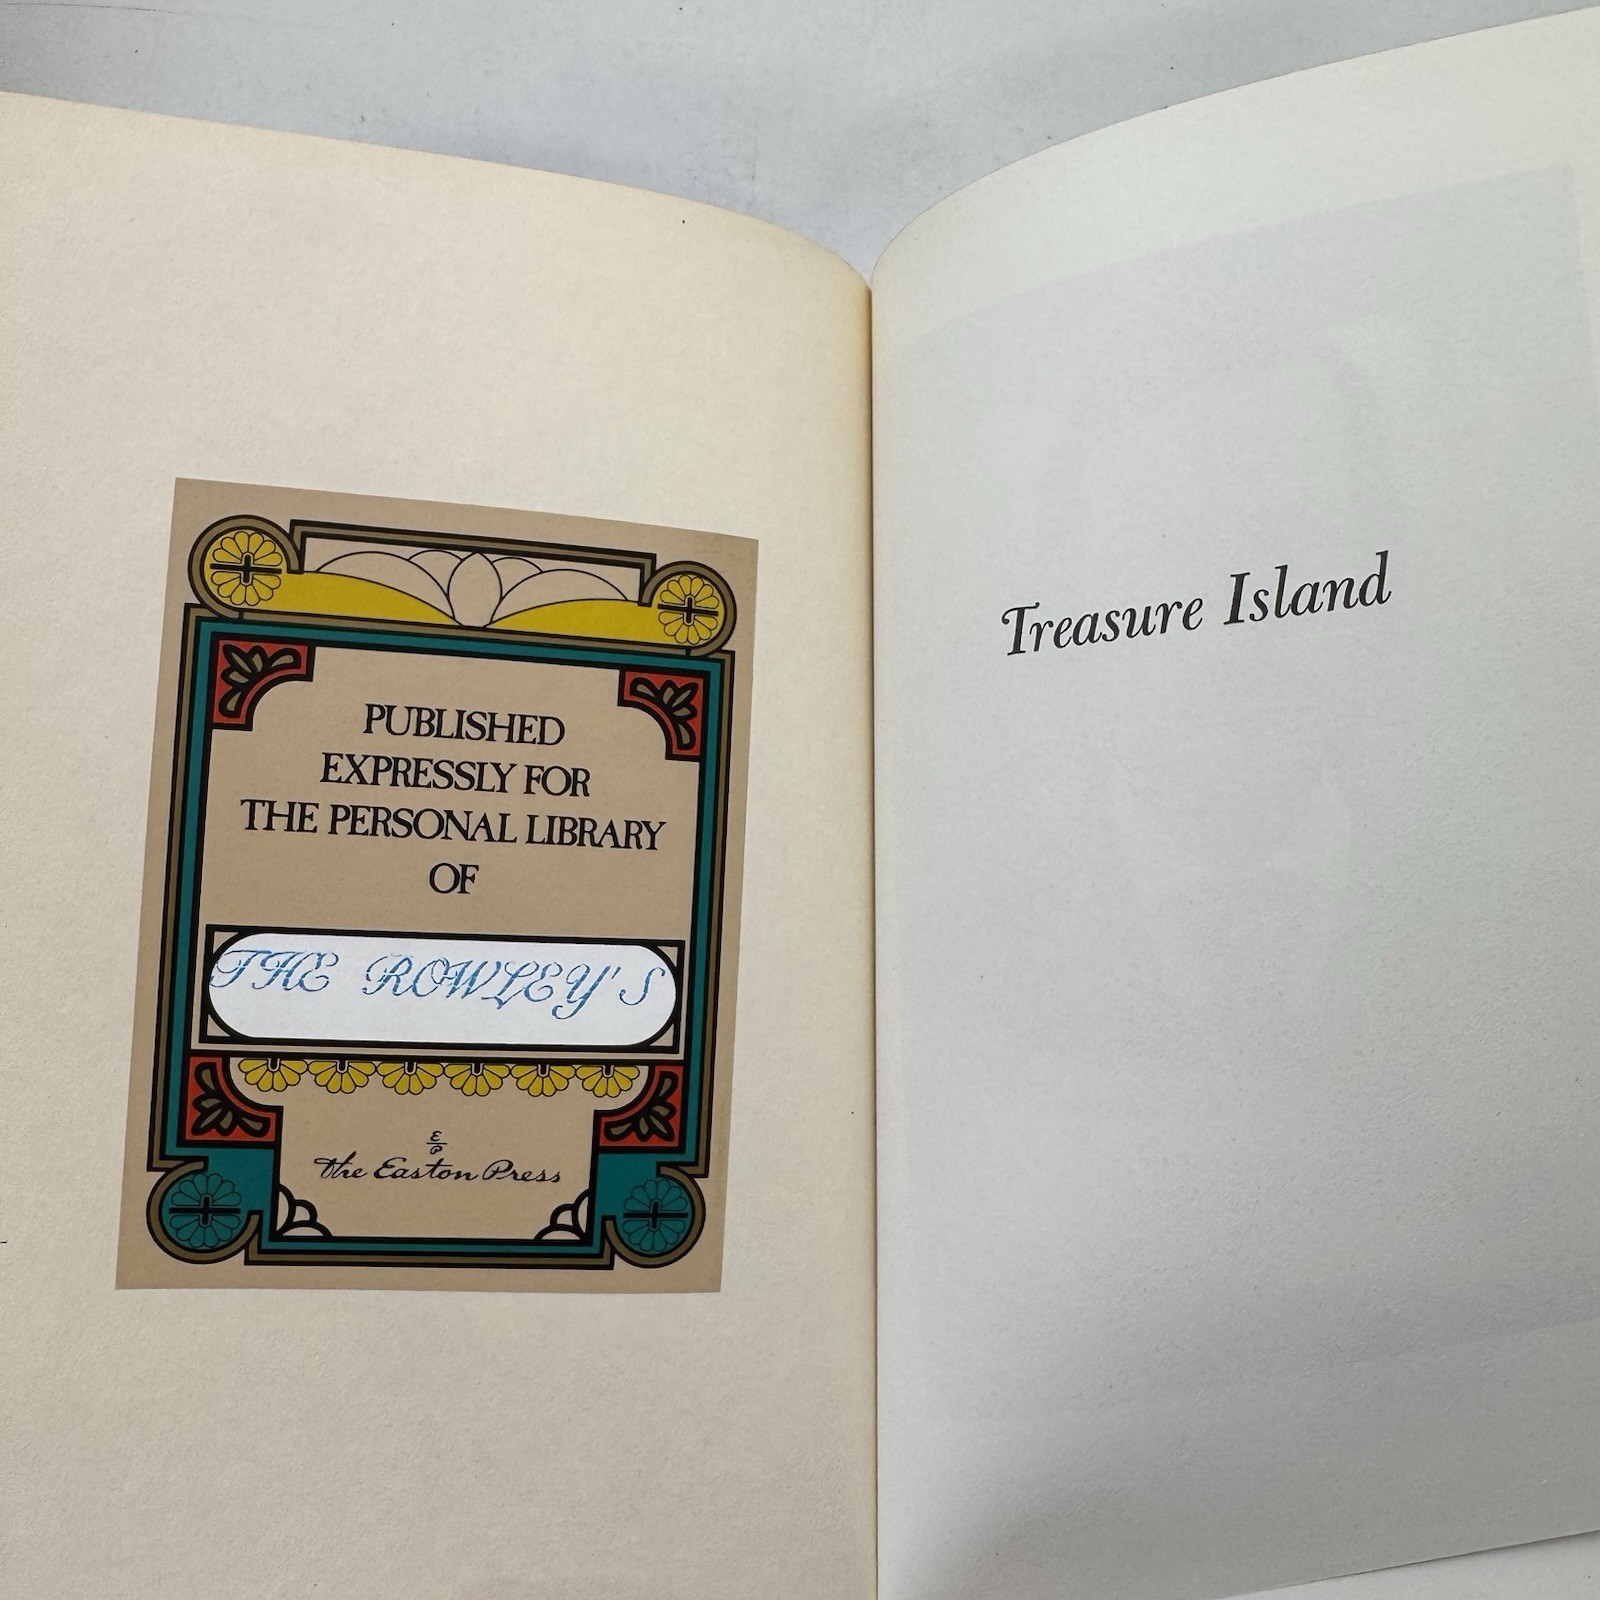 PUBLISHED
EXPRESSLY FOR
THE PERSONAL LIBRARY
OF
THE ROWLEY'S
E
P
the Easton Press
Treasure Island